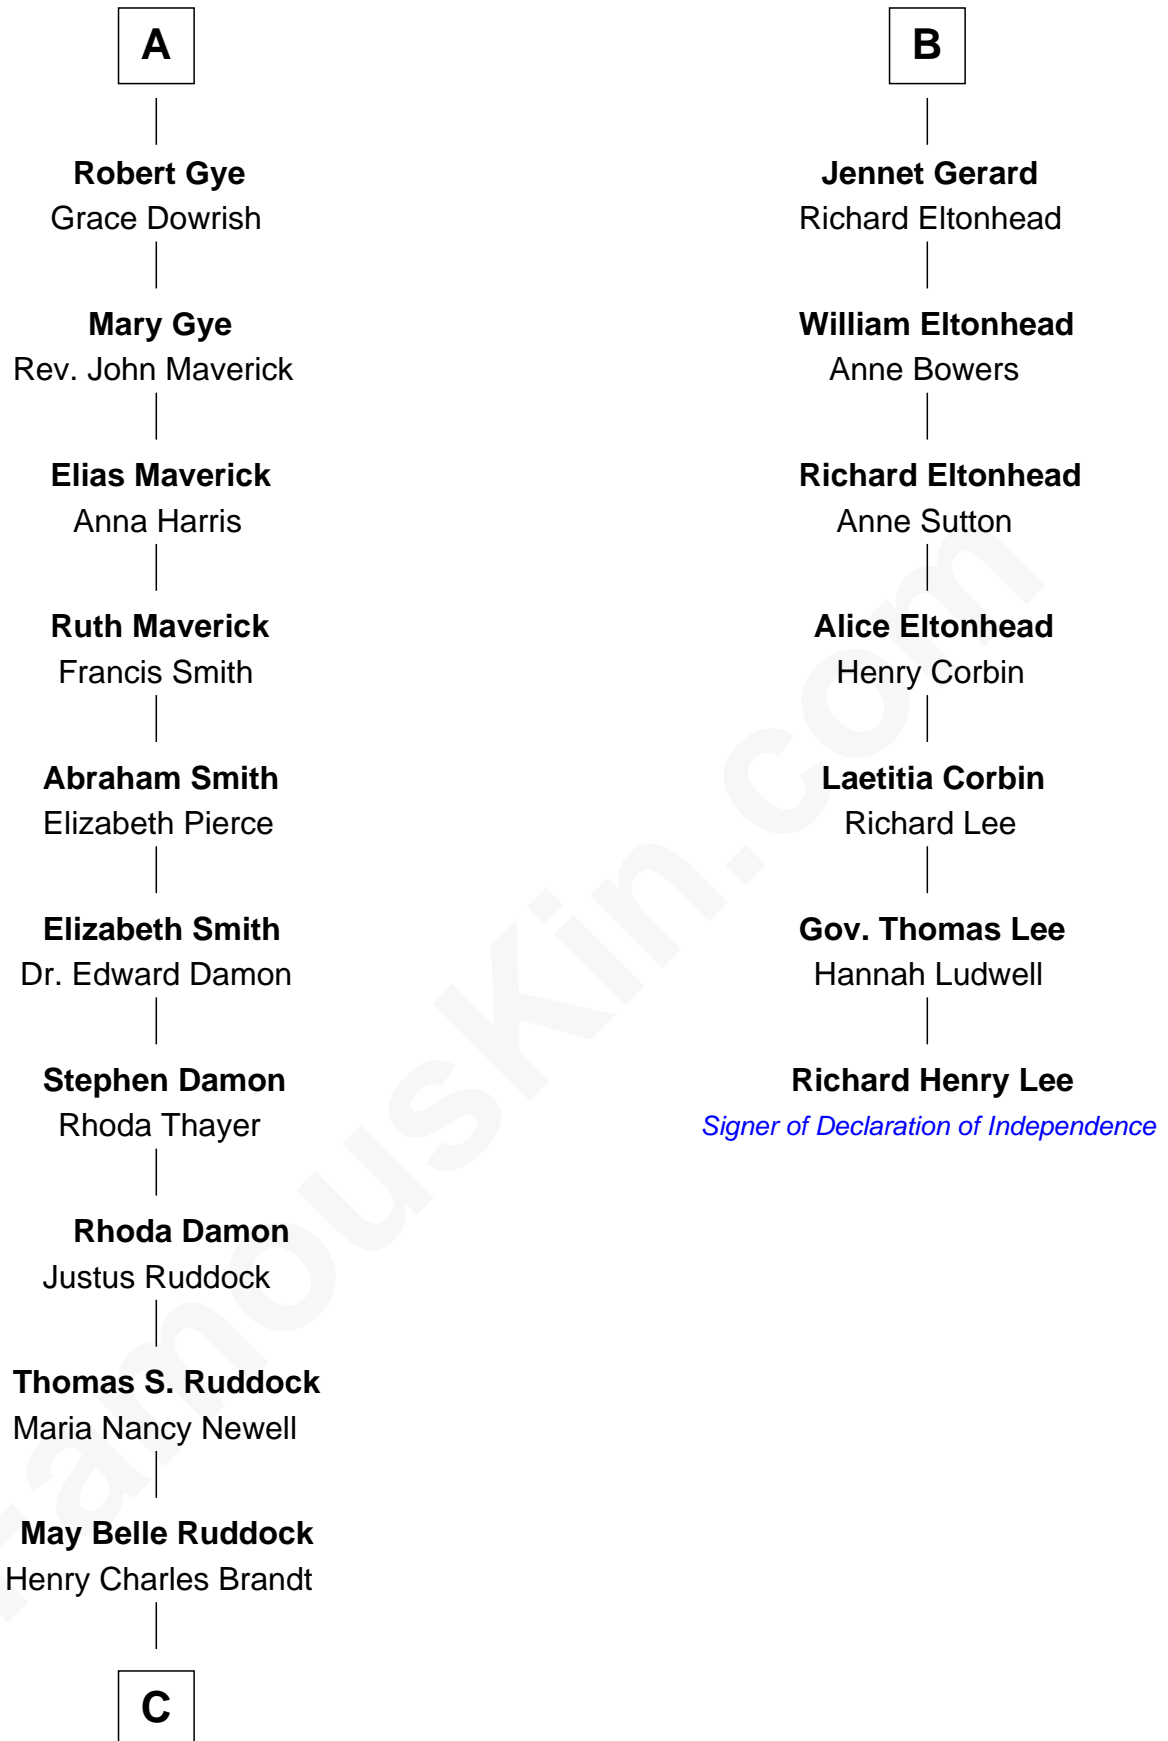 A
Robert Gye
Grace Dowrish
Mary Gye
Rev. John Maverick
Elias Maverick
Anna Harris
Ruth Maverick
Francis Smith
Abraham Smith
Elizabeth Pierce
Elizabeth Smith
Dr. Edward Damon
Stephen Damon
Rhoda Thayer
Rhoda Damon
Justus Ruddock
Thomas S. Ruddock
Maria Nancy Newell
May Belle Ruddock
Henry Charles Brandt
C
B
Jennet Gerard
Richard Eltonhead
William Eltonhead
Anne Bowers
Richard Eltonhead
Anne Sutton
Alice Eltonhead
Henry Corbin
Laetitia Corbin
Richard Lee
Gov. Thomas Lee
Hannah Ludwell
Richard Henry Lee
Signer of Declaration of Independence
FamousKin.com